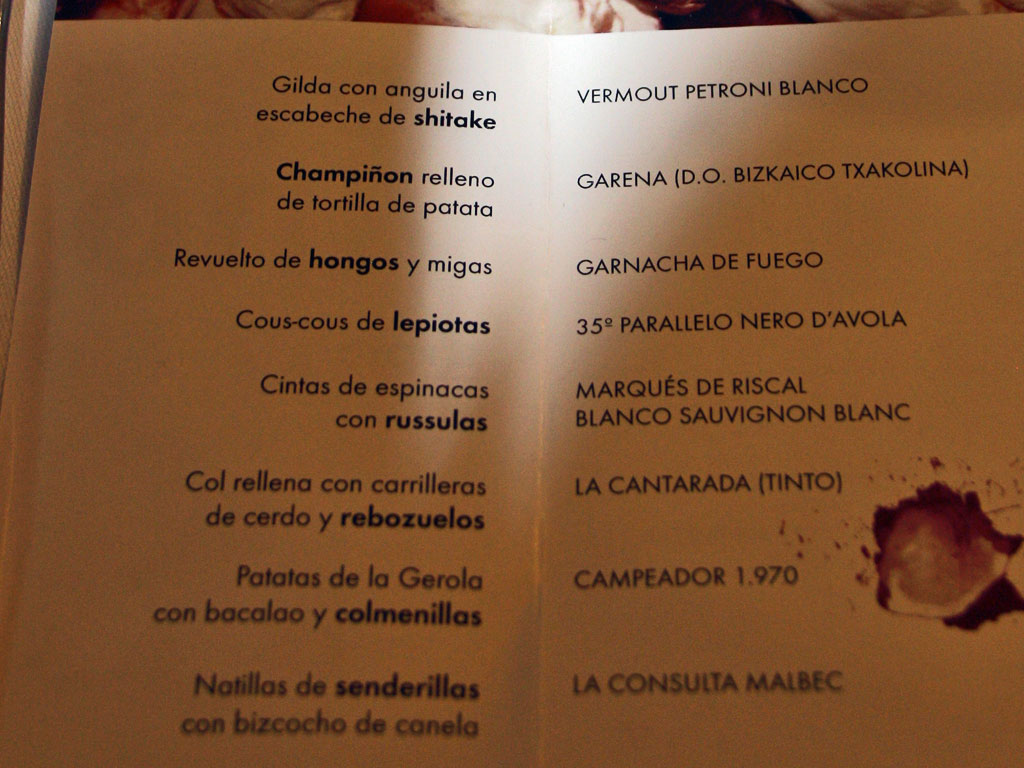 Gilda con anguila en
escabeche de shitake
VERMOUT PETRONI BLANCO
Champiñon relleno
de tortilla de patata
GARENA (D.O. BIZKAICO TXAKOLINA)
Revuelto de hongos y migas
GARNACHA DE FUEGO
Cous-cous de lepiotas
35º PARALLELO NERO D'AVOLA
Cintas de espinacas
con russulas
MARQUÉS DE RISCAL
BLANCO SAUVIGNON BLANC
Col rellena con carrilleras
de cerdo y rebozuelos
LA CANTARADA (TINTO)
Patatas de la Gerola
con bacalao y colmenillas
CAMPEADOR 1.970
Natillas de senderillas
con bizcocho de canela
LA CONSULTA MALBEC